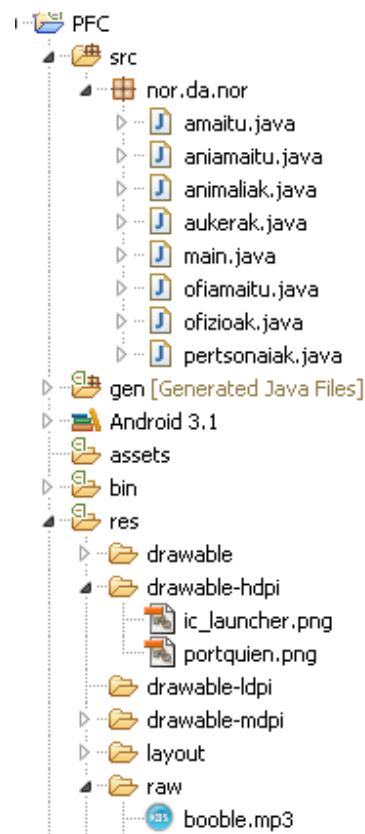 PFC
src
nor.da.nor
amaitu.java
aniamaitu.java
animaliak.java
aukerak.java
main.java
ofiamaitu.java
ofizioak.java
pertsonaiak.java
gen [Generated Java Files]
Android 3.1
assets
bin
res
drawable
drawable-hdpi
ic_launcher.png
portquien.png
drawable-ldpi
drawable-mdpi
layout
raw
booble.mp3